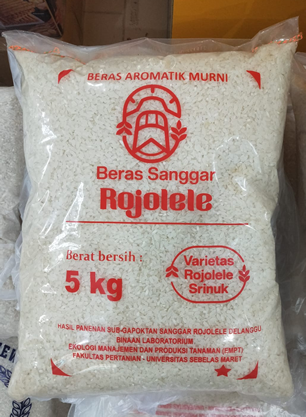 BERAS AROMATIK MURNI
Beras Sanggar
Rojolele
Berat bersih :
5 kg
Varietas
Rojolele
Srinuk
HASIL PANENAN SUB-GAPOKTAN SANGGAR ROJOLELE DELANGGU
BINAAN LABORATORIUM
EKOLOGI MANAJEMEN DAN PRODUKSI TANAMAN (EMPT)
FAKULTAS PERTANIAN - UNIVERSITAS SEBELAS MARET